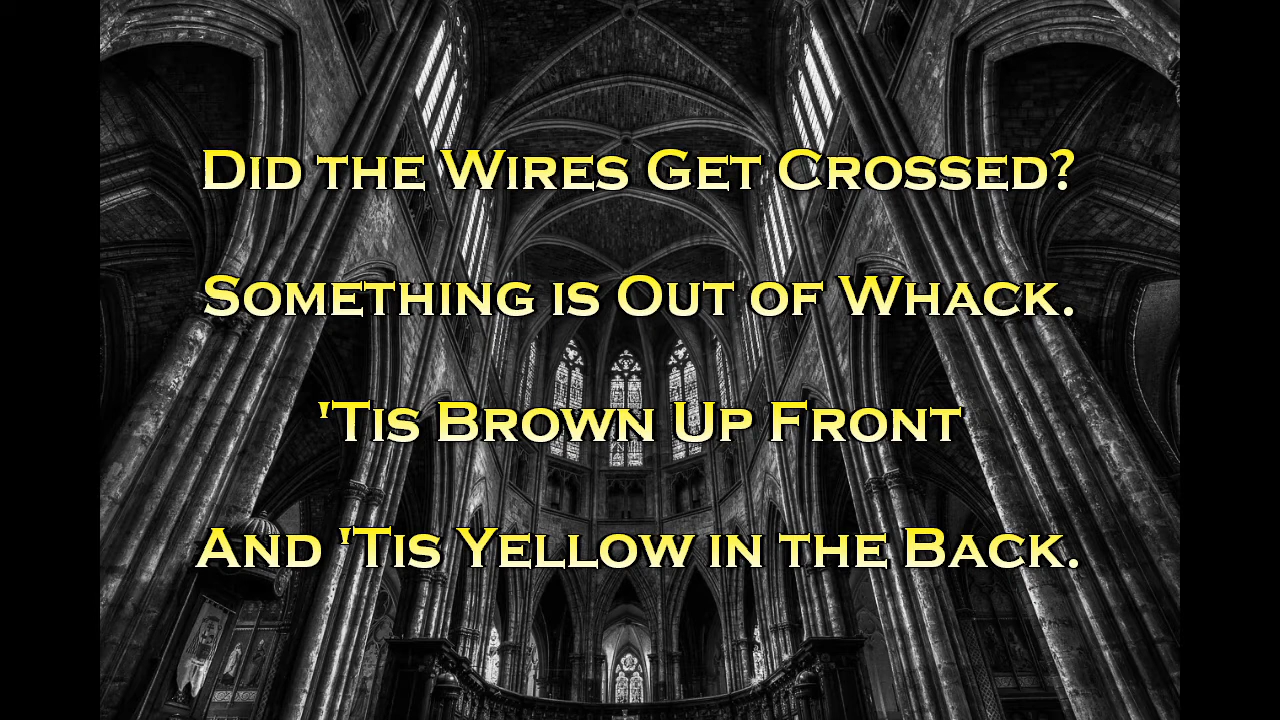 Did the Wires Get Crossed?
Something is Out of Whack.
'Tis Brown Up Front
And 'Tis Yellow in the Back.